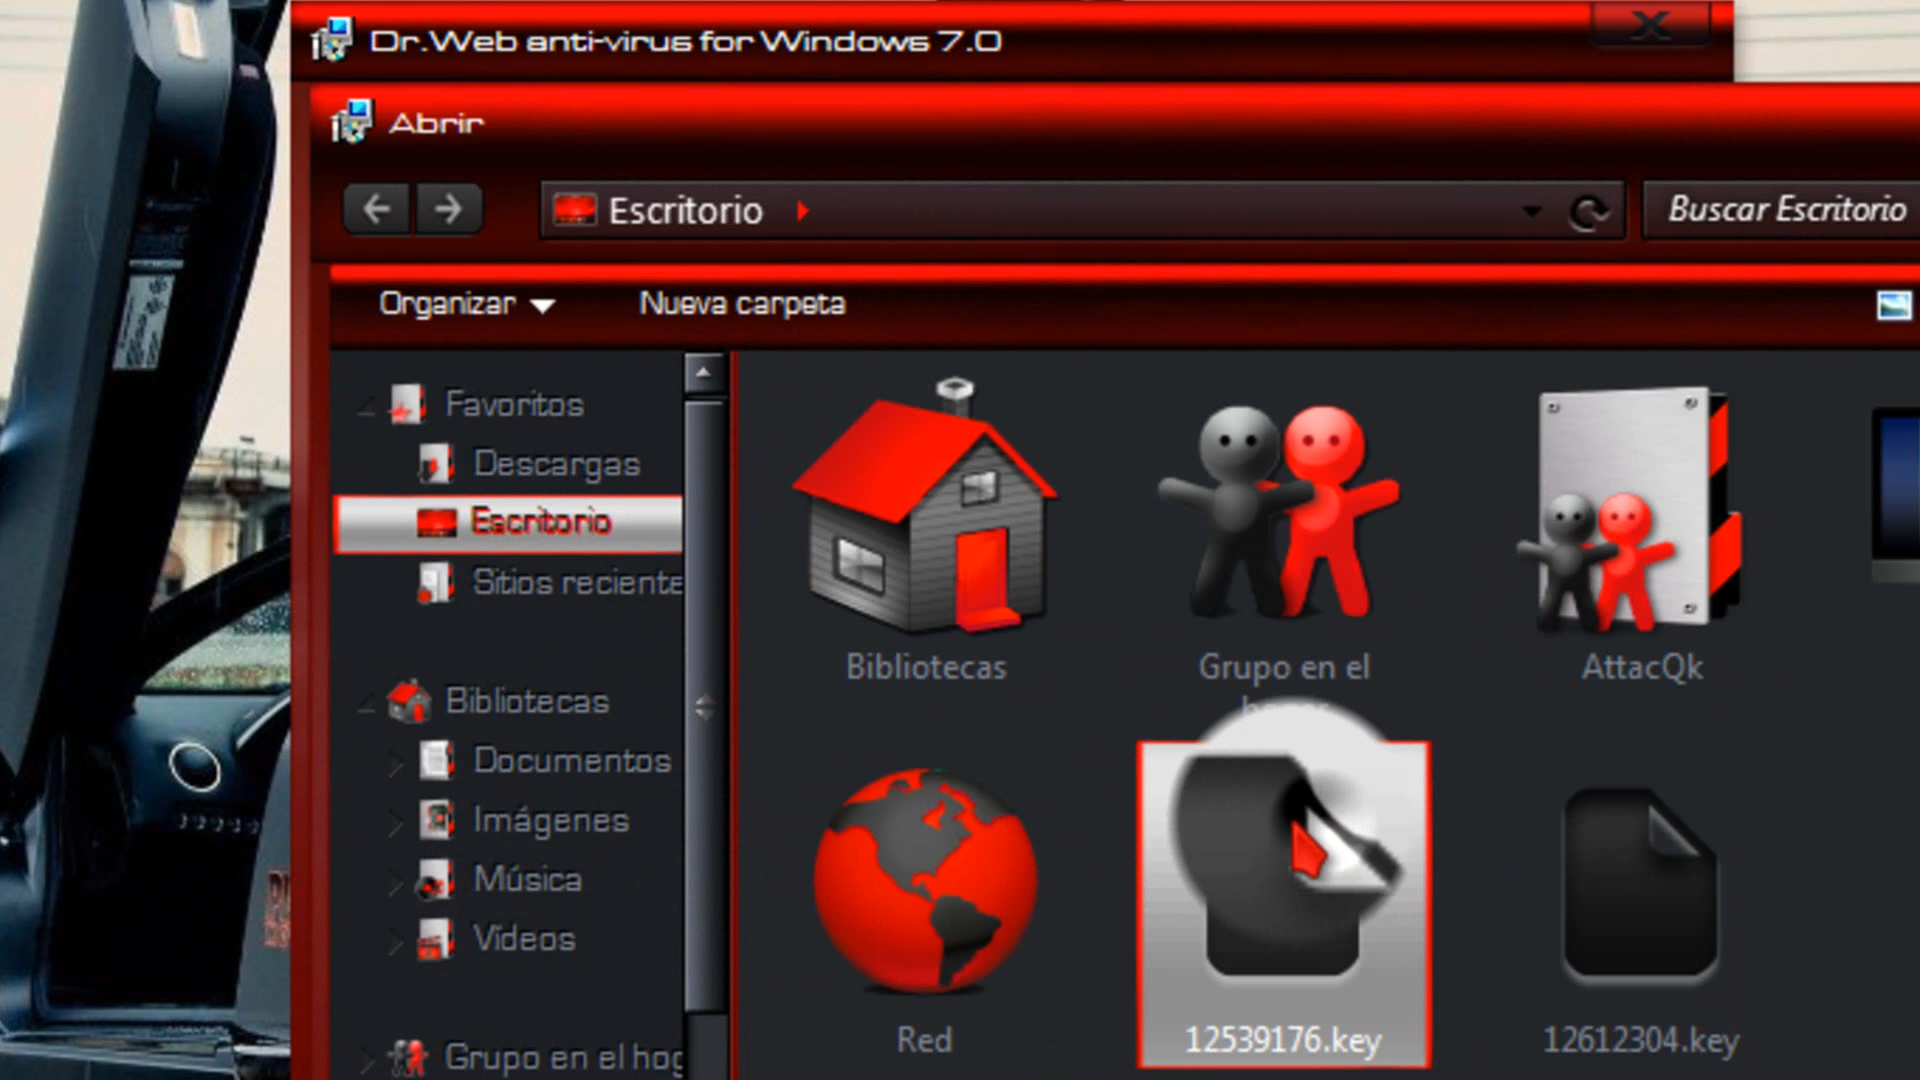 Dr.Web anti-virus for Windows 7.0
Abrir
Escritorio
Buscar Escritorio
Organizar
Nueva carpeta
Favoritos
Descargas
Escritorio
Sitios reciente
Bibliotecas
Documentos
Imágenes
Música
Vídeos
Grupo en el hog
Bibliotecas
Grupo en el
AttacQk
Red
12539176.key
12612304.key